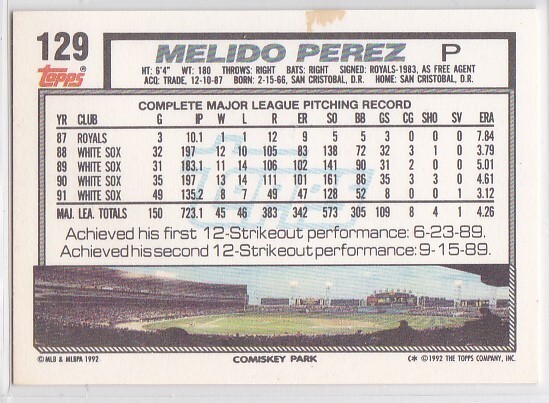 129
Topps®
MELIDO PEREZ P
HT: 6'4" WT: 180 THROWS: RIGHT BATS: RIGHT SIGNED: ROYALS-1983, AS FREE AGENT
ACQ: TRADE, 12-10-87 BORN: 2-15-66, SAN CRISTOBAL, D.R. HOME: SAN CRISTOBAL, D.R.
COMPLETE MAJOR LEAGUE PITCHING RECORD
YR CLUB G IP W L R ER SO BB GS CG SHO SV ERA
87 ROYALS 3 10.1 1 1 12 9 5 5 3 0 0 0 7.84
88 WHITE SOX 32 197 12 10 105 83 138 72 32 3 1 0 3.79
89 WHITE SOX 31 183.1 11 14 106 102 141 90 31 2 0 0 5.01
90 WHITE SOX 35 197 13 14 111 101 161 86 35 3 3 0 4.61
91 WHITE SOX 49 135.2 8 7 49 47 128 52 8 0 0 1 3.12
MAJ. LEA. TOTALS 150 723.1 45 46 383 342 573 305 109 8 4 1 4.26
Topps
Achieved his first 12-Strikeout performance: 6-23-89.
Achieved his second 12-Strikeout performance: 9-15-89.
© MLB & MLBPA 1992 COMISKEY PARK C* © 1992 THE TOPPS COMPANY, INC.